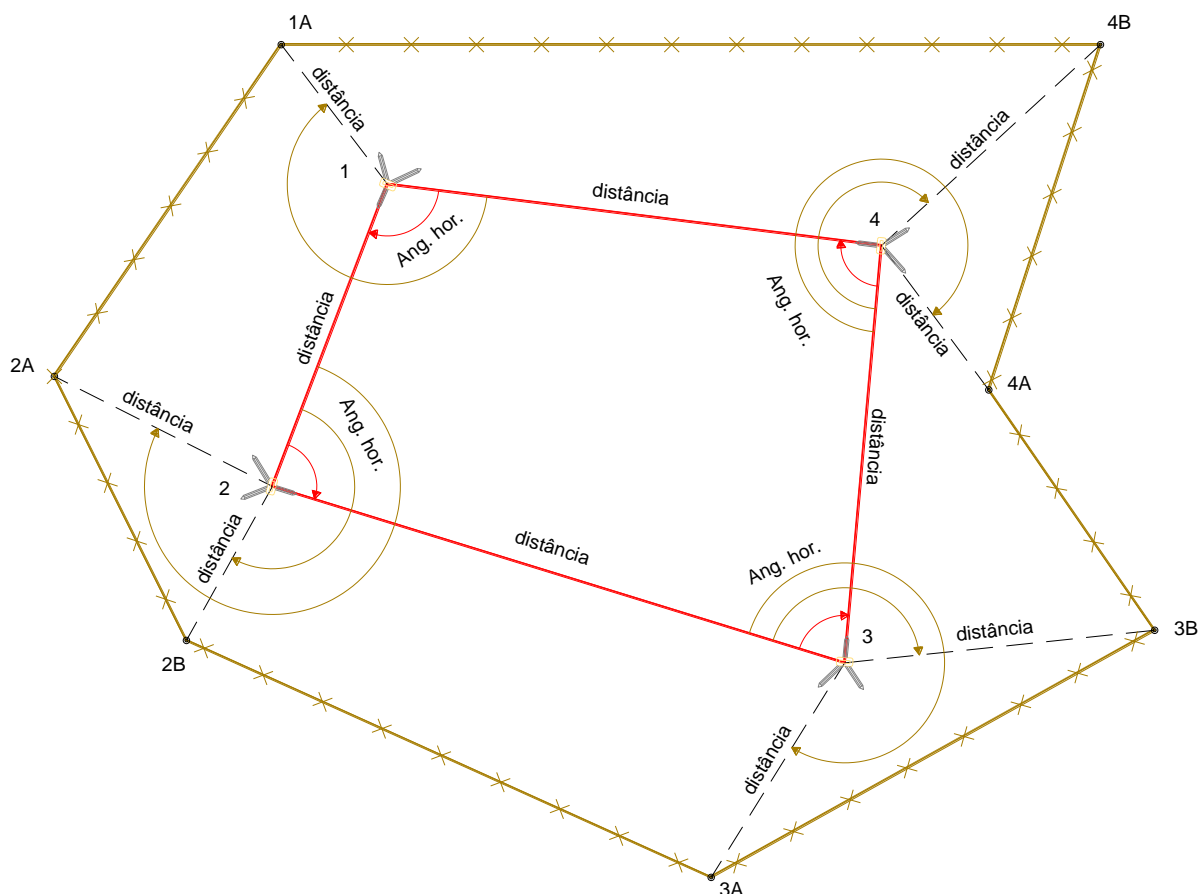 1A
4B
distância
distância
1
distância
4
Ang. hor.
Ang. hor.
distância
distância
2A
4A
distância
Ang. hor.
distância
2
distância
distância
Ang. hor.
3
distância
3B
2B
distância
3A